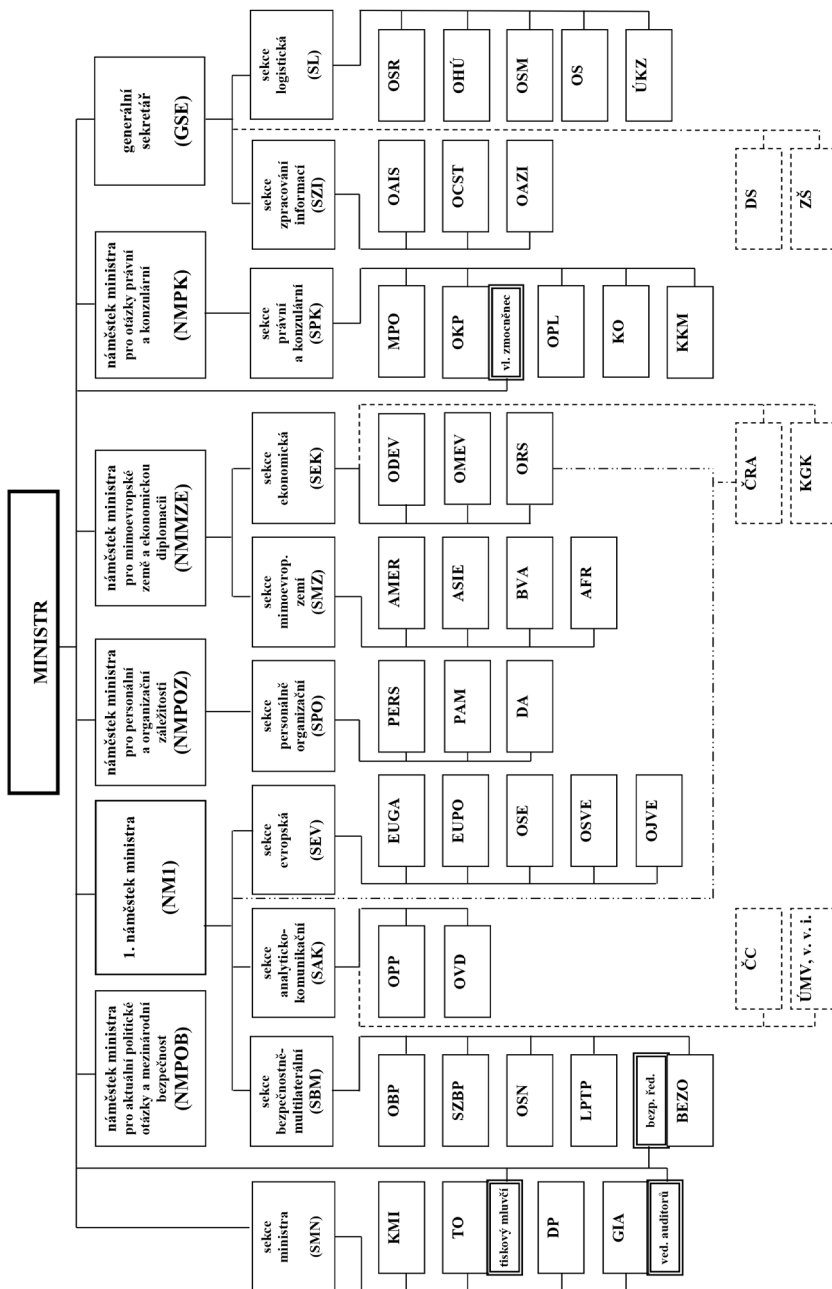 MINISTR
náměstek ministra
pro aktuální politické
otázky a mezinárodní
bezpečnost
(NMPOB)
1. náměstek ministra
(NM1)
náměstek ministra
pro personální
a organizační
záležitosti
(NMPOZ)
náměstek ministra
pro mimoevropské
země a ekonomickou
diplomacii
(NMMZE)
náměstek ministra
pro otázky právní
a konzulární
(NMPK)
generální
sekretář
(GSE)
sekce
ministra
(SMN)
sekce
bezpečnostně-
multilaterální
(SBM)
sekce
analyticko-
komunikační
(SAK)
sekce
evropská
(SEV)
sekce
personálně
organizační
(SPO)
sekce
mimoevrop.
zemí
(SMZ)
sekce
ekonomická
(SEK)
sekce
právní
a konzulární
(SPK)
sekce
zpracování
informací
(SZI)
sekce
logistická
(SL)
KMI
TO
tiskový mluvčí
DP
GIA
ved. auditorů
OBP
SZBP
OSN
LPTP
bezp. řed.
BEZO
OPP
OVD
EUGA
EUPO
OSE
OSVE
OJVE
PERS
PAM
DA
AMER
ASIE
BVA
AFR
ODEV
OMEV
ORS
MPO
OKP
vl. zmocněnec
OPL
KO
KKM
OAIS
OCST
OAZI
OSR
OHÚ
OSM
OS
ÚKZ
ČC
ÚMV, v. v. i.
ČRA
KGK
DS
ZŠ